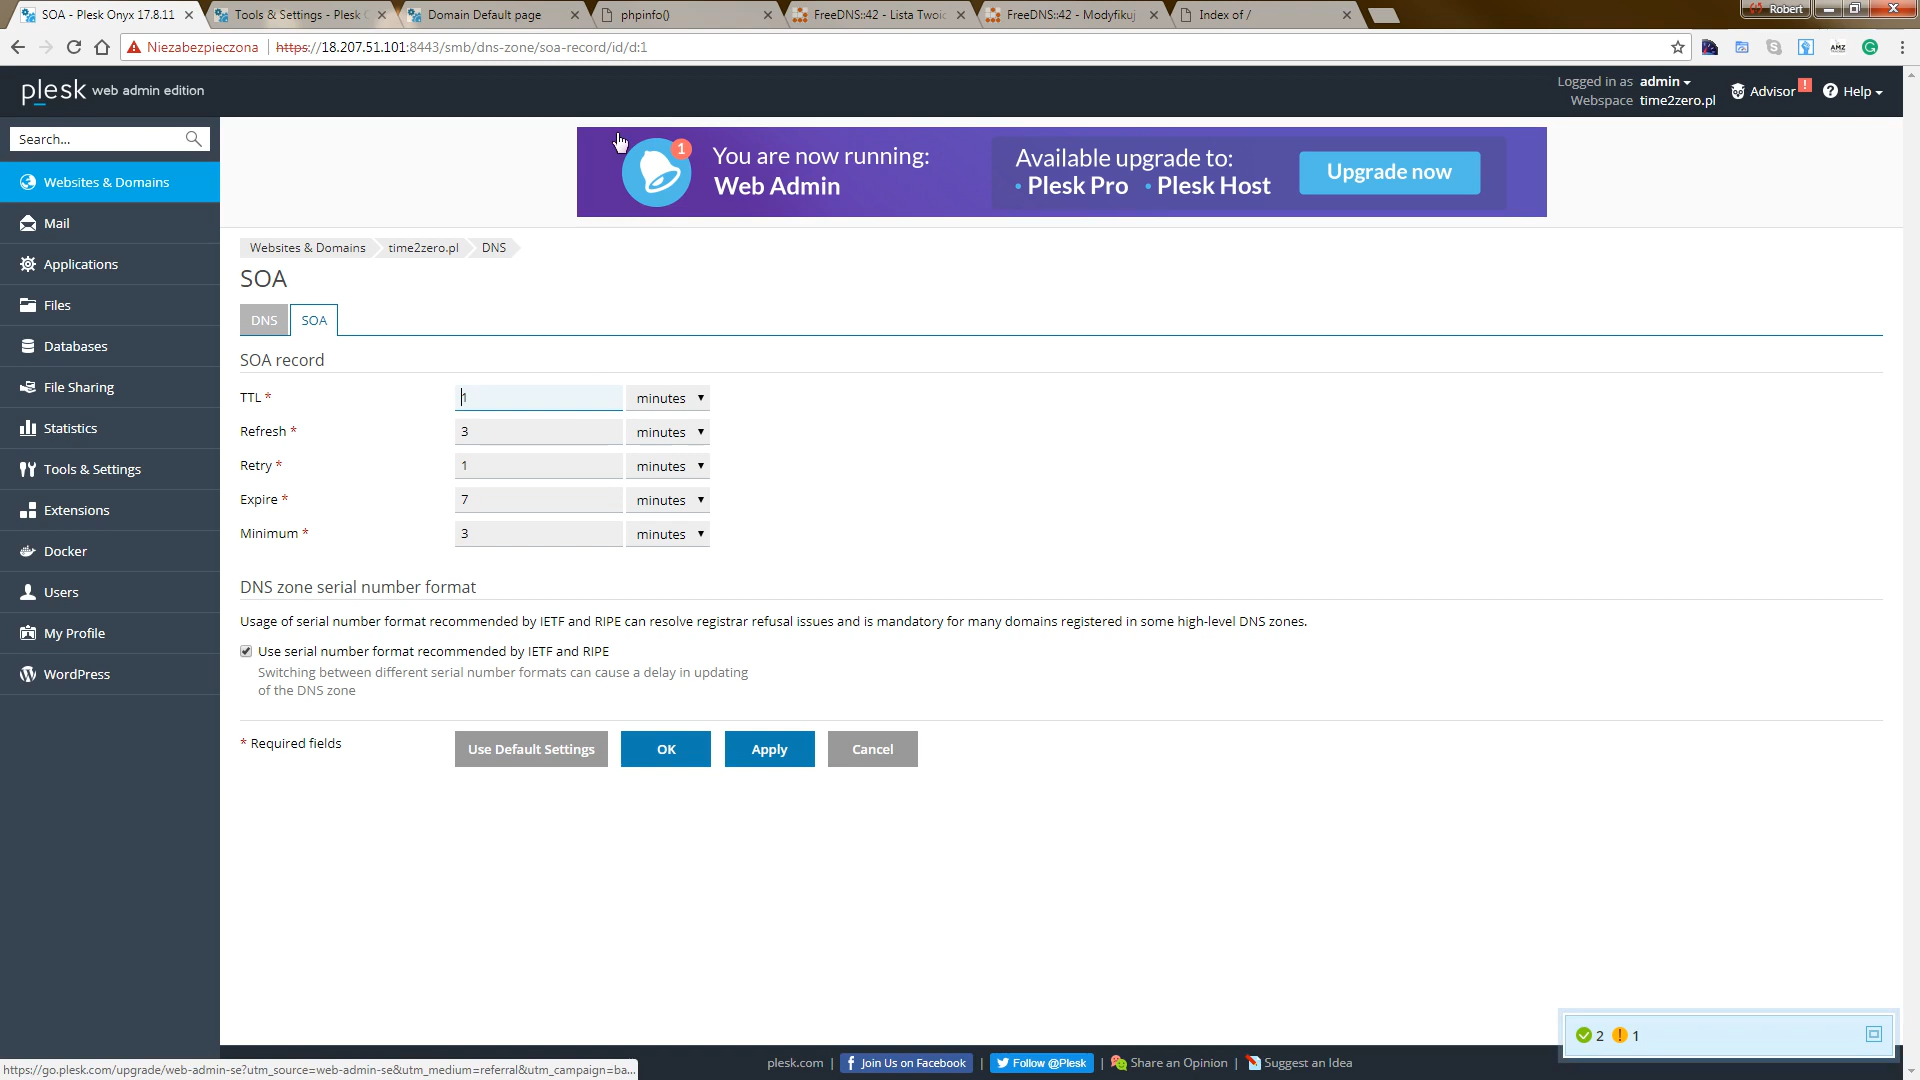 SOA - Plesk Onyx 17.8.11
Tools & Settings - Plesk O
Domain Default page
phpinfo()
FreeDNS::42 - Lista Twoic
FreeDNS::42 - Modyfikuj
Index of /
Robert
Niezabezpieczona
https://18.207.51.101:8443/smb/dns-zone/soa-record/id/d:1
AMZ
plesk web admin edition
Logged in as admin
Webspace time2zero.pl
Advisor
!
Help
Search...
Websites & Domains
Mail
Applications
Files
Databases
File Sharing
Statistics
Tools & Settings
Extensions
Docker
Users
My Profile
WordPress
1
You are now running:
Web Admin
Available upgrade to:
• Plesk Pro • Plesk Host
Upgrade now
Websites & Domains
time2zero.pl
DNS
SOA
DNS
SOA
SOA record
TTL * 1 minutes
Refresh * 3 minutes
Retry * 1 minutes
Expire * 7 minutes
Minimum * 3 minutes
DNS zone serial number format
Usage of serial number format recommended by IETF and RIPE can resolve registrar refusal issues and is mandatory for many domains registered in some high-level DNS zones.
Use serial number format recommended by IETF and RIPE
Switching between different serial number formats can cause a delay in updating
of the DNS zone
* Required fields
Use Default Settings
OK
Apply
Cancel
2
1
plesk.com
Join Us on Facebook
Follow @Plesk
Share an Opinion
Suggest an Idea
https://go.plesk.com/upgrade/web-admin-se?utm_source=web-admin-se&utm_medium=referral&utm_campaign=ba...